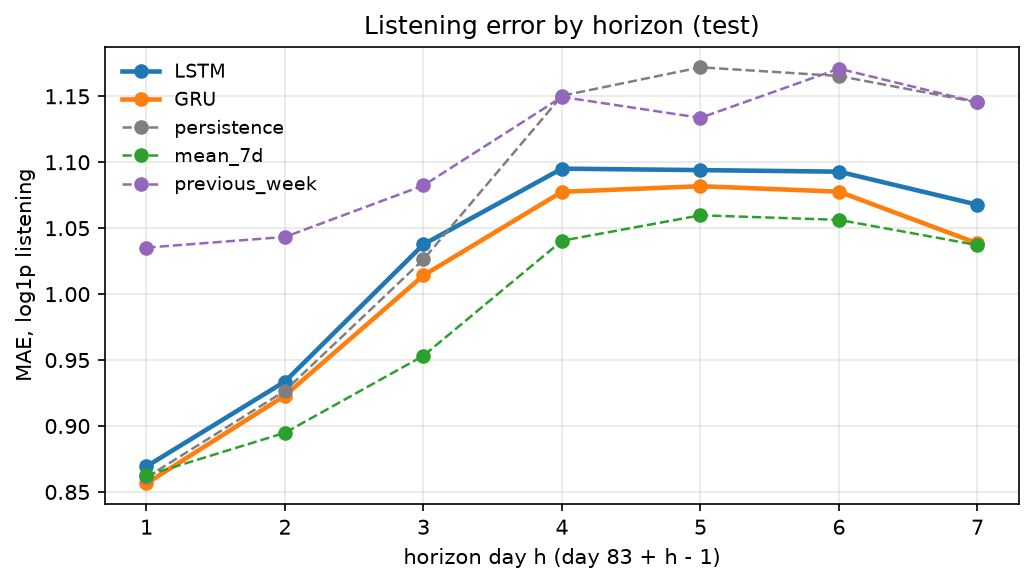 Listening error by horizon (test)
LSTM
GRU
persistence
mean_7d
previous_week
MAE, log1p listening
1.15
1.10
1.05
1.00
0.95
0.90
0.85
1 2 3 4 5 6 7
horizon day h (day 83 + h - 1)